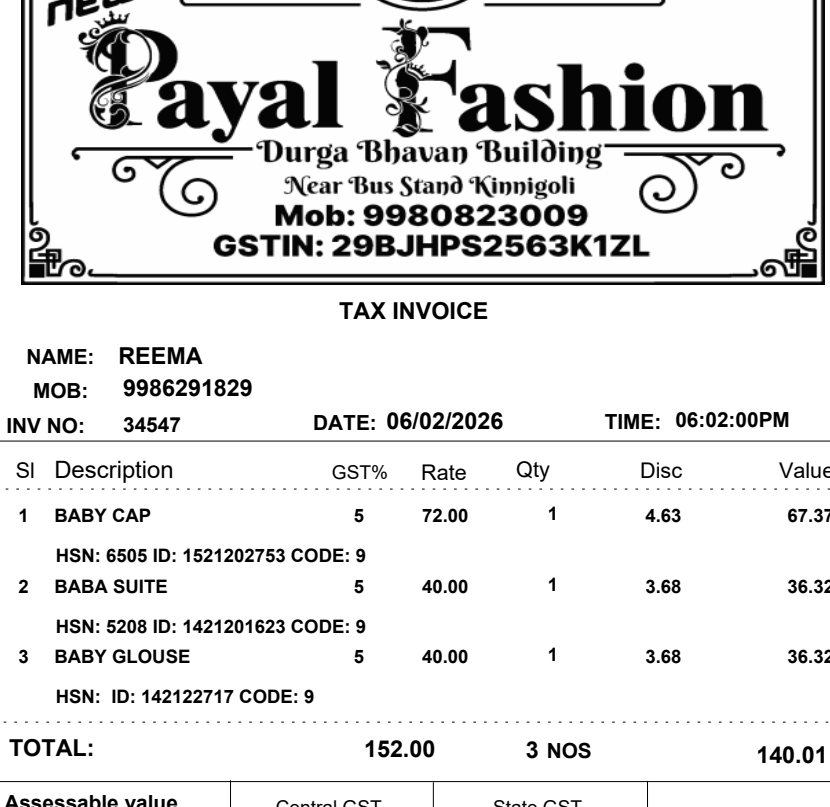 new
Payal Fashion
Durga Bhavan Building
Near Bus Stand Kinnigoli
Mob: 9980823009
GSTIN: 29BJHPS2563K1ZL
TAX INVOICE
NAME: REEMA
MOB: 9986291829
INV NO: 34547 DATE: 06/02/2026 TIME: 06:02:00PM
Sl Description GST% Rate Qty Disc Value
1 BABY CAP 5 72.00 1 4.63 67.37
HSN: 6505 ID: 1521202753 CODE: 9
2 BABA SUITE 5 40.00 1 3.68 36.32
HSN: 5208 ID: 1421201623 CODE: 9
3 BABY GLOUSE 5 40.00 1 3.68 36.32
HSN: ID: 142122717 CODE: 9
TOTAL: 152.00 3 NOS 140.01
Assessable value Central GST State GST